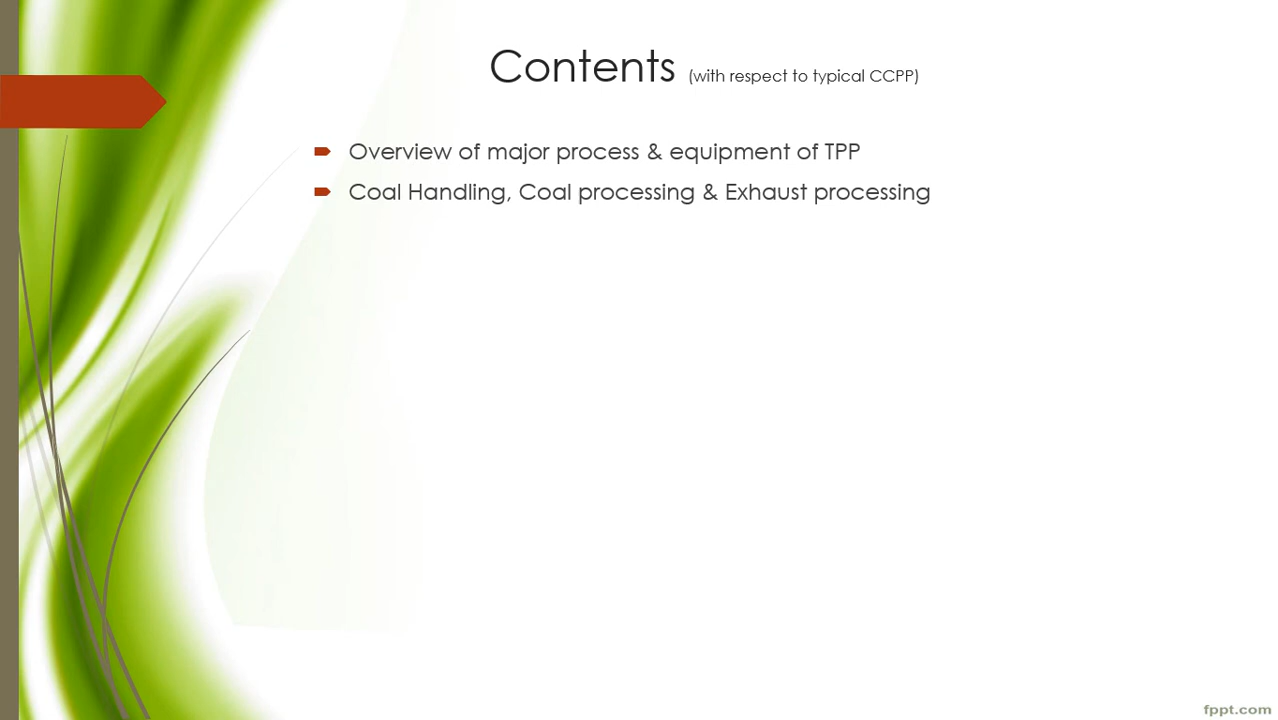 Contents (with respect to typical CCPP)
Overview of major process & equipment of TPP
Coal Handling, Coal processing & Exhaust processing
fppt.com